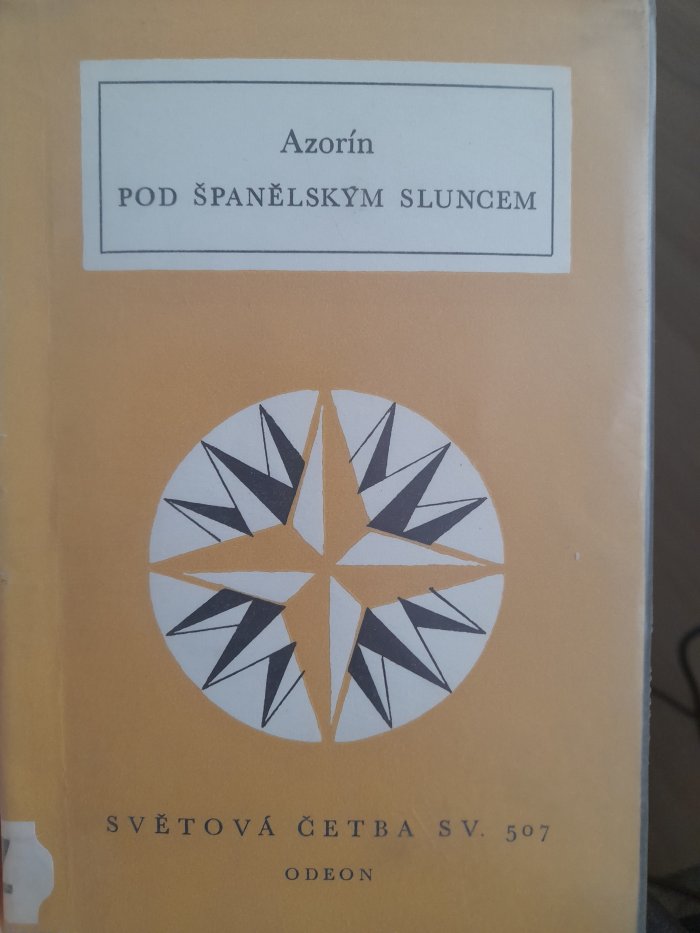 Azorín
POD ŠPANĚLSKÝM SLUNCEM
SVĚTOVÁ ČETBA SV. 507
ODEON